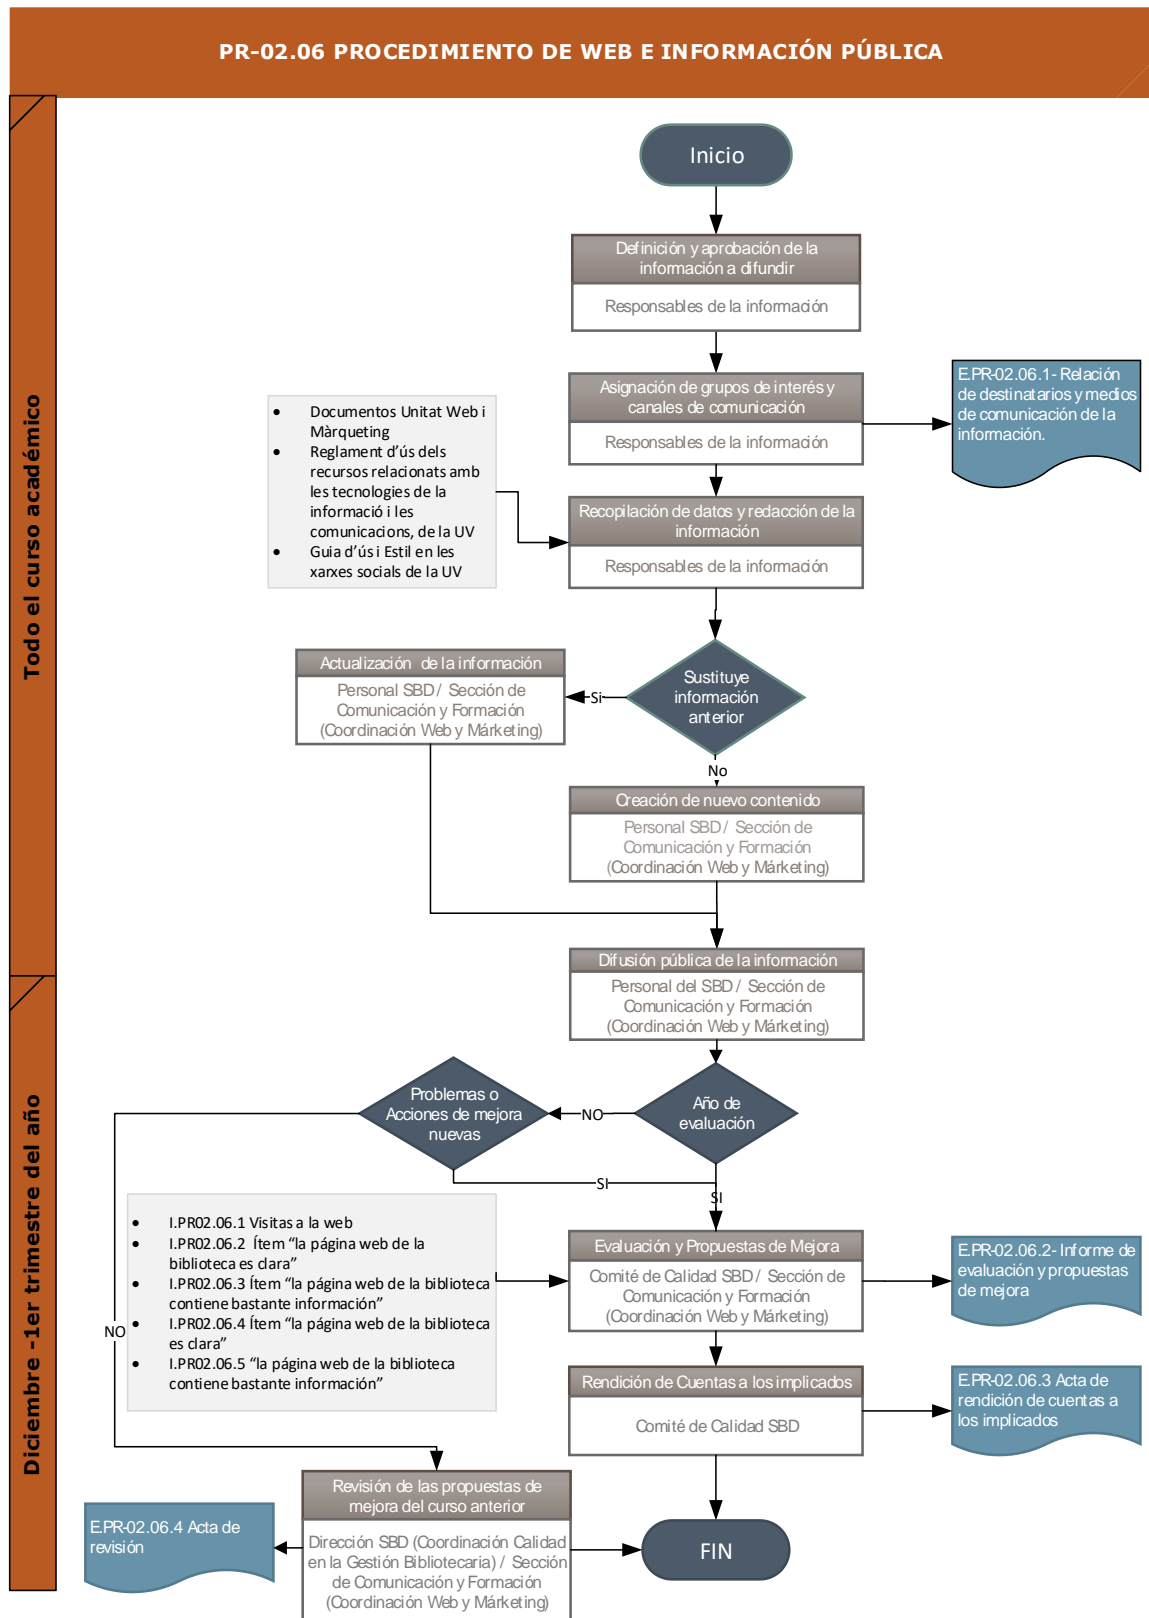 PR-02.06 PROCEDIMIENTO DE WEB E INFORMACIÓN PÚBLICA
Todo el curso académico
Inicio
Definición y aprobación de la
información a difundir
Responsables de la información
Asignación de grupos de interés y
canales de comunicación
Responsables de la información
E.PR-02.06.1- Relación
de destinatarios y medios
de comunicación de la
información.
• Documentos Unitat Web i
Màrqueting
• Reglament d'ús dels
recursos relacionats amb
les tecnologies de la
informació i les
comunicacions, de la UV
• Guia d'ús i Estil en les
xarxes socials de la UV
Recopilación de datos y redacción de la
información
Responsables de la información
Sustituye
información
anterior
Si
Actualización de la información
Personal SBD / Sección de
Comunicación y Formación
(Coordinación Web y Márketing)
No
Creación de nuevo contenido
Personal SBD / Sección de
Comunicación y Formación
(Coordinación Web y Márketing)
Difusión pública de la información
Personal del SBD / Sección de
Comunicación y Formación
(Coordinación Web y Márketing)
Diciembre -1er trimestre del año
Año de
evaluación
NO
Problemas o
Acciones de mejora
nuevas
SI
SI
NO
• I.PR02.06.1 Visitas a la web
• I.PR02.06.2 Ítem “la página web de la
biblioteca es clara”
• I.PR02.06.3 Ítem “la página web de la biblioteca
contiene bastante información”
• I.PR02.06.4 Ítem “la página web de la biblioteca
es clara”
• I.PR02.06.5 “la página web de la biblioteca
contiene bastante información”
Evaluación y Propuestas de Mejora
Comité de Calidad SBD / Sección de
Comunicación y Formación
(Coordinación Web y Márketing)
E.PR-02.06.2- Informe de
evaluación y propuestas
de mejora
Rendición de Cuentas a los implicados
Comité de Calidad SBD
E.PR-02.06.3 Acta de
rendición de cuentas a
los implicados
Revisión de las propuestas de
mejora del curso anterior
Dirección SBD (Coordinación Calidad
en la Gestión Bibliotecaria) / Sección
de Comunicación y Formación
(Coordinación Web y Márketing)
E.PR-02.06.4 Acta de
revisión
FIN